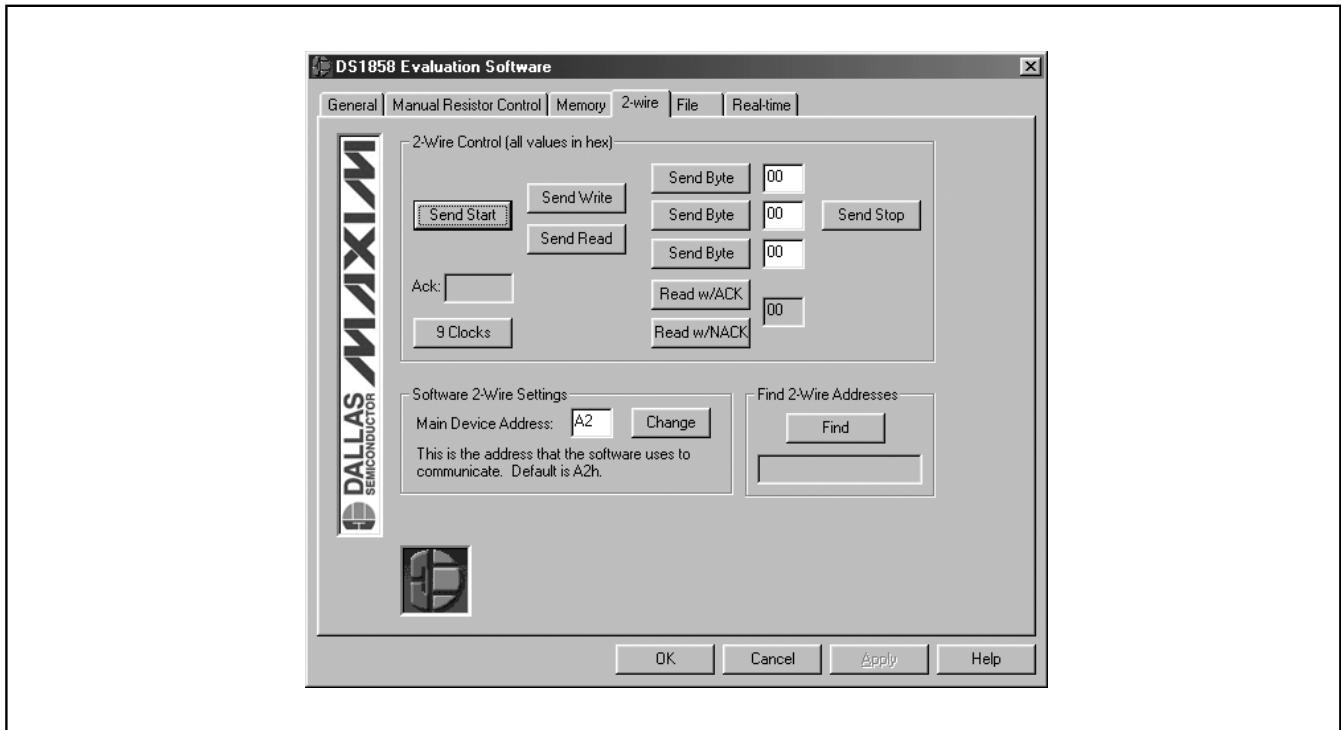 DS1858 Evaluation Software
General Manual Resistor Control Memory 2-wire File Real-time
DALLAS SEMICONDUCTOR MAXIM
2-Wire Control (all values in hex)
Send Start
Send Write
Send Read
Send Byte 00
Send Byte 00
Send Byte 00
Send Stop
Ack:
9 Clocks
Read w/ACK
Read w/NACK
00
Software 2-Wire Settings
Main Device Address: A2 Change
This is the address that the software uses to
communicate. Default is A2h.
Find 2-Wire Addresses
Find
OK Cancel Apply Help